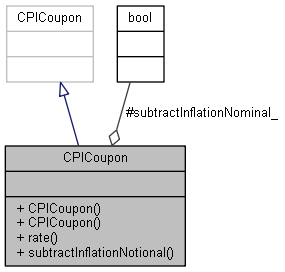 CPICoupon
bool
#subtractInflationNominal_
CPICoupon
+ CPICoupon()
+ CPICoupon()
+ rate()
+ subtractInflationNotional()